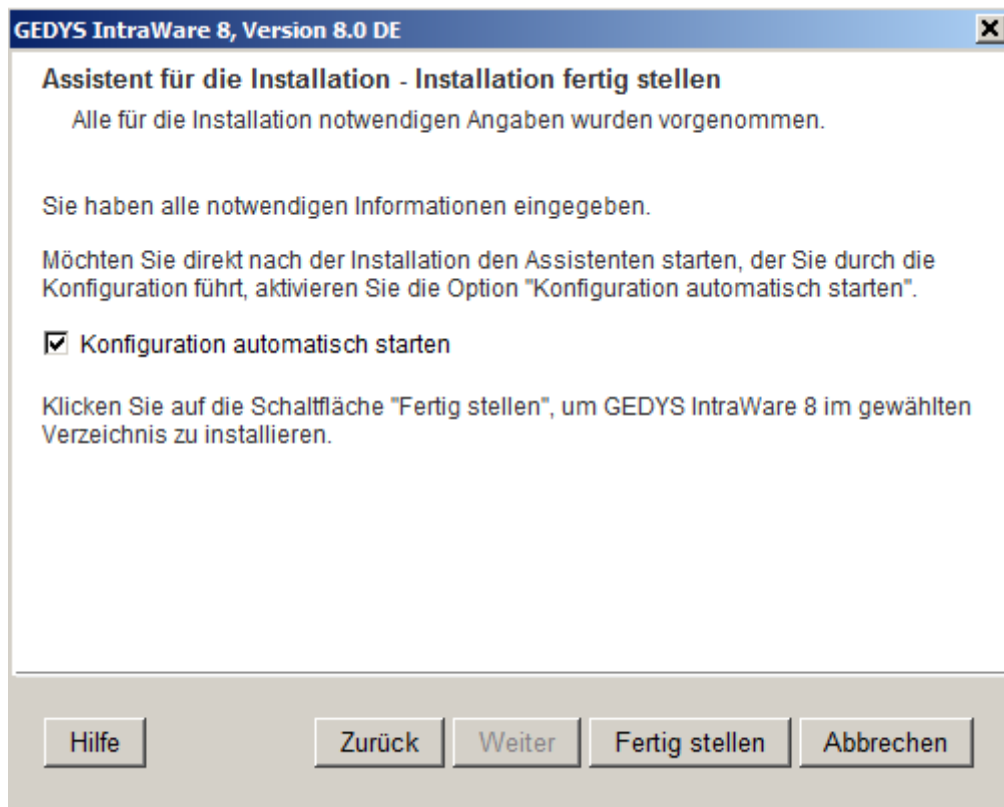 GEDYS IntraWare 8, Version 8.0 DE
Assistent für die Installation - Installation fertig stellen
Alle für die Installation notwendigen Angaben wurden vorgenommen.
Sie haben alle notwendigen Informationen eingegeben.
Möchten Sie direkt nach der Installation den Assistenten starten, der Sie durch die
Konfiguration führt, aktivieren Sie die Option "Konfiguration automatisch starten".
Konfiguration automatisch starten
Klicken Sie auf die Schaltfläche "Fertig stellen", um GEDYS IntraWare 8 im gewählten
Verzeichnis zu installieren.
Hilfe
Zurück
Weiter
Fertig stellen
Abbrechen